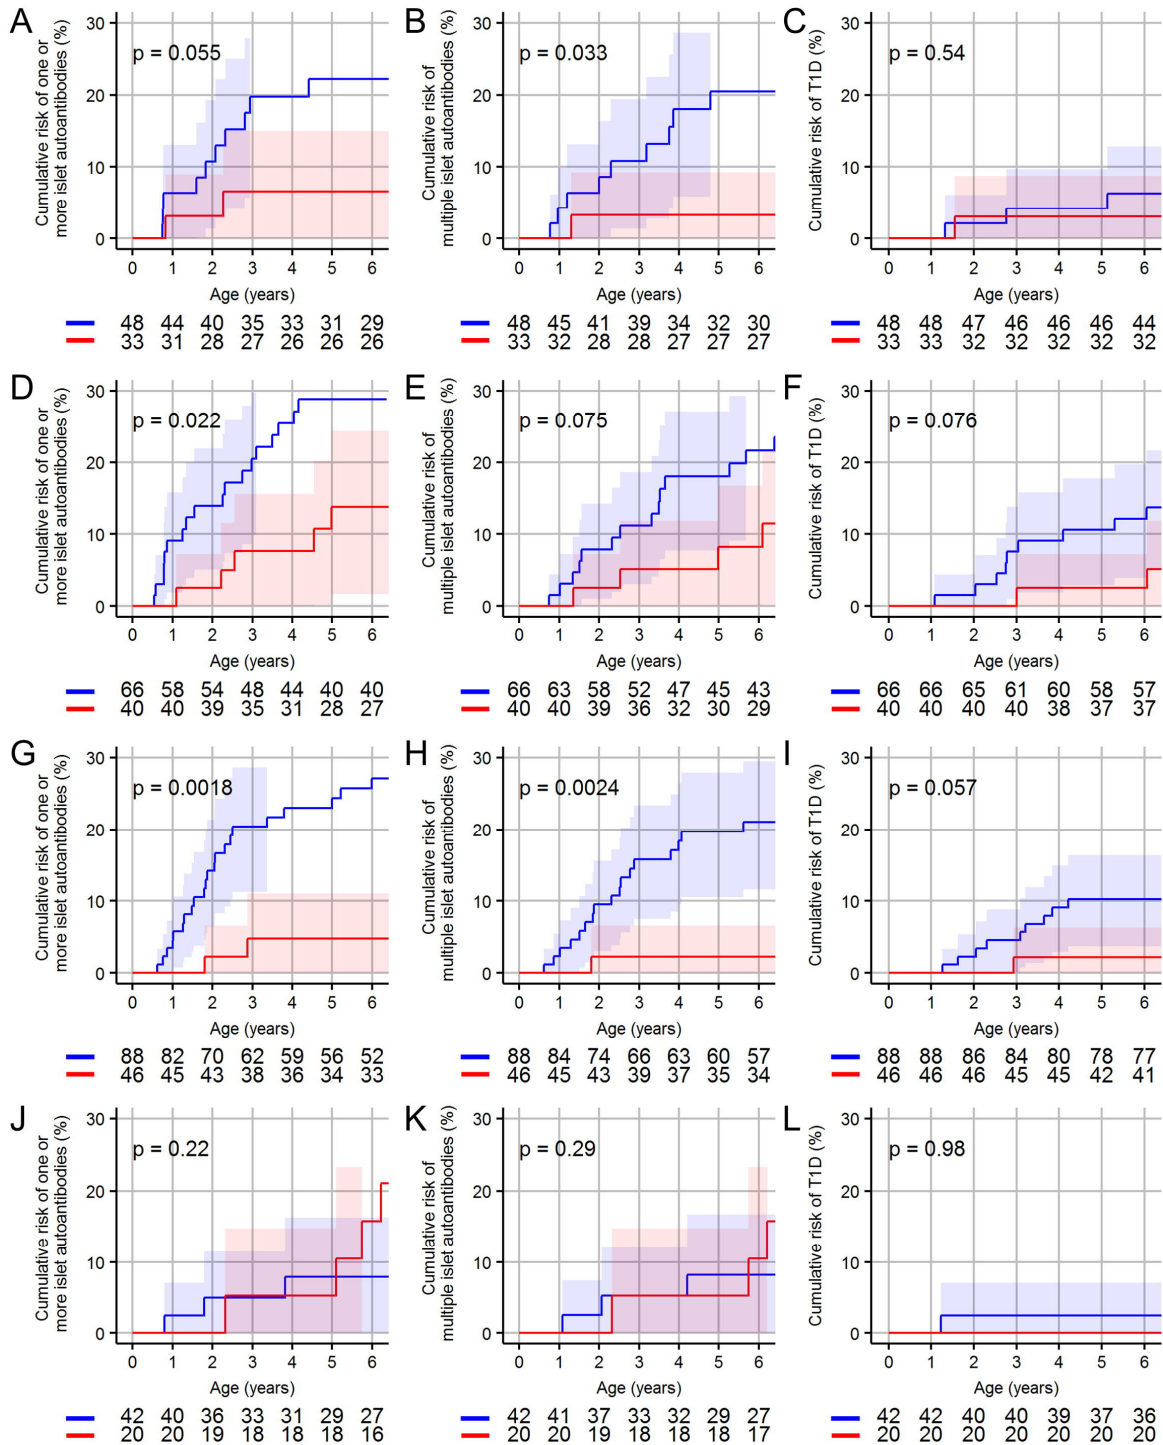 A
Cumulative risk of one or
more islet autoantibodies (%)
30
20
10
0
p = 0.055
0 1 2 3 4 5 6
Age (years)
48 44 40 35 33 31 29
33 31 28 27 26 26 26
B
Cumulative risk of
multiple islet autoantibodies (%)
30
20
10
0
p = 0.033
0 1 2 3 4 5 6
Age (years)
48 45 41 39 34 32 30
33 32 28 28 27 27 27
C
Cumulative risk of T1D (%)
30
20
10
0
p = 0.54
0 1 2 3 4 5 6
Age (years)
48 48 47 46 46 46 44
33 33 32 32 32 32 32
D
Cumulative risk of one or
more islet autoantibodies (%)
30
20
10
0
p = 0.022
0 1 2 3 4 5 6
Age (years)
66 58 54 48 44 40 40
40 40 39 35 31 28 27
E
Cumulative risk of
multiple islet autoantibodies (%)
30
20
10
0
p = 0.075
0 1 2 3 4 5 6
Age (years)
66 63 58 52 47 45 43
40 40 39 36 32 30 29
F
Cumulative risk of T1D (%)
30
20
10
0
p = 0.076
0 1 2 3 4 5 6
Age (years)
66 66 65 61 60 58 57
40 40 40 40 38 37 37
G
Cumulative risk of one or
more islet autoantibodies (%)
30
20
10
0
p = 0.0018
0 1 2 3 4 5 6
Age (years)
88 82 70 62 59 56 52
46 45 43 38 36 34 33
H
Cumulative risk of
multiple islet autoantibodies (%)
30
20
10
0
p = 0.0024
0 1 2 3 4 5 6
Age (years)
88 84 74 66 63 60 57
46 45 43 39 37 35 34
I
Cumulative risk of T1D (%)
30
20
10
0
p = 0.057
0 1 2 3 4 5 6
Age (years)
88 88 86 84 80 78 77
46 46 46 45 45 42 41
J
Cumulative risk of one or
more islet autoantibodies (%)
30
20
10
0
p = 0.22
0 1 2 3 4 5 6
Age (years)
42 40 36 33 31 29 27
20 20 19 18 18 18 16
K
Cumulative risk of
multiple islet autoantibodies (%)
30
20
10
0
p = 0.29
0 1 2 3 4 5 6
Age (years)
42 41 37 33 32 29 27
20 20 19 18 18 18 17
L
Cumulative risk of T1D (%)
30
20
10
0
p = 0.98
0 1 2 3 4 5 6
Age (years)
42 42 40 40 39 37 36
20 20 20 20 20 20 20